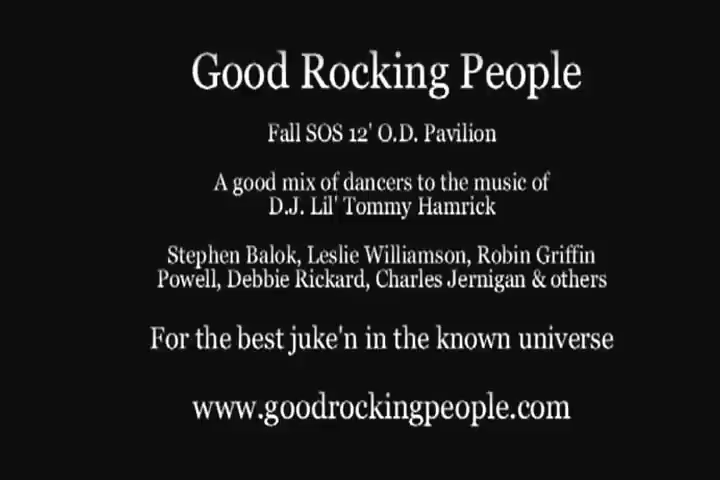 Good Rocking People
Fall SOS 12' O.D. Pavilion
A good mix of dancers to the music of
D.J. Lil' Tommy Hamrick
Stephen Balok, Leslie Williamson, Robin Griffin
Powell, Debbie Rickard, Charles Jernigan & others
For the best juke'n in the known universe
www.goodrockingpeople.com